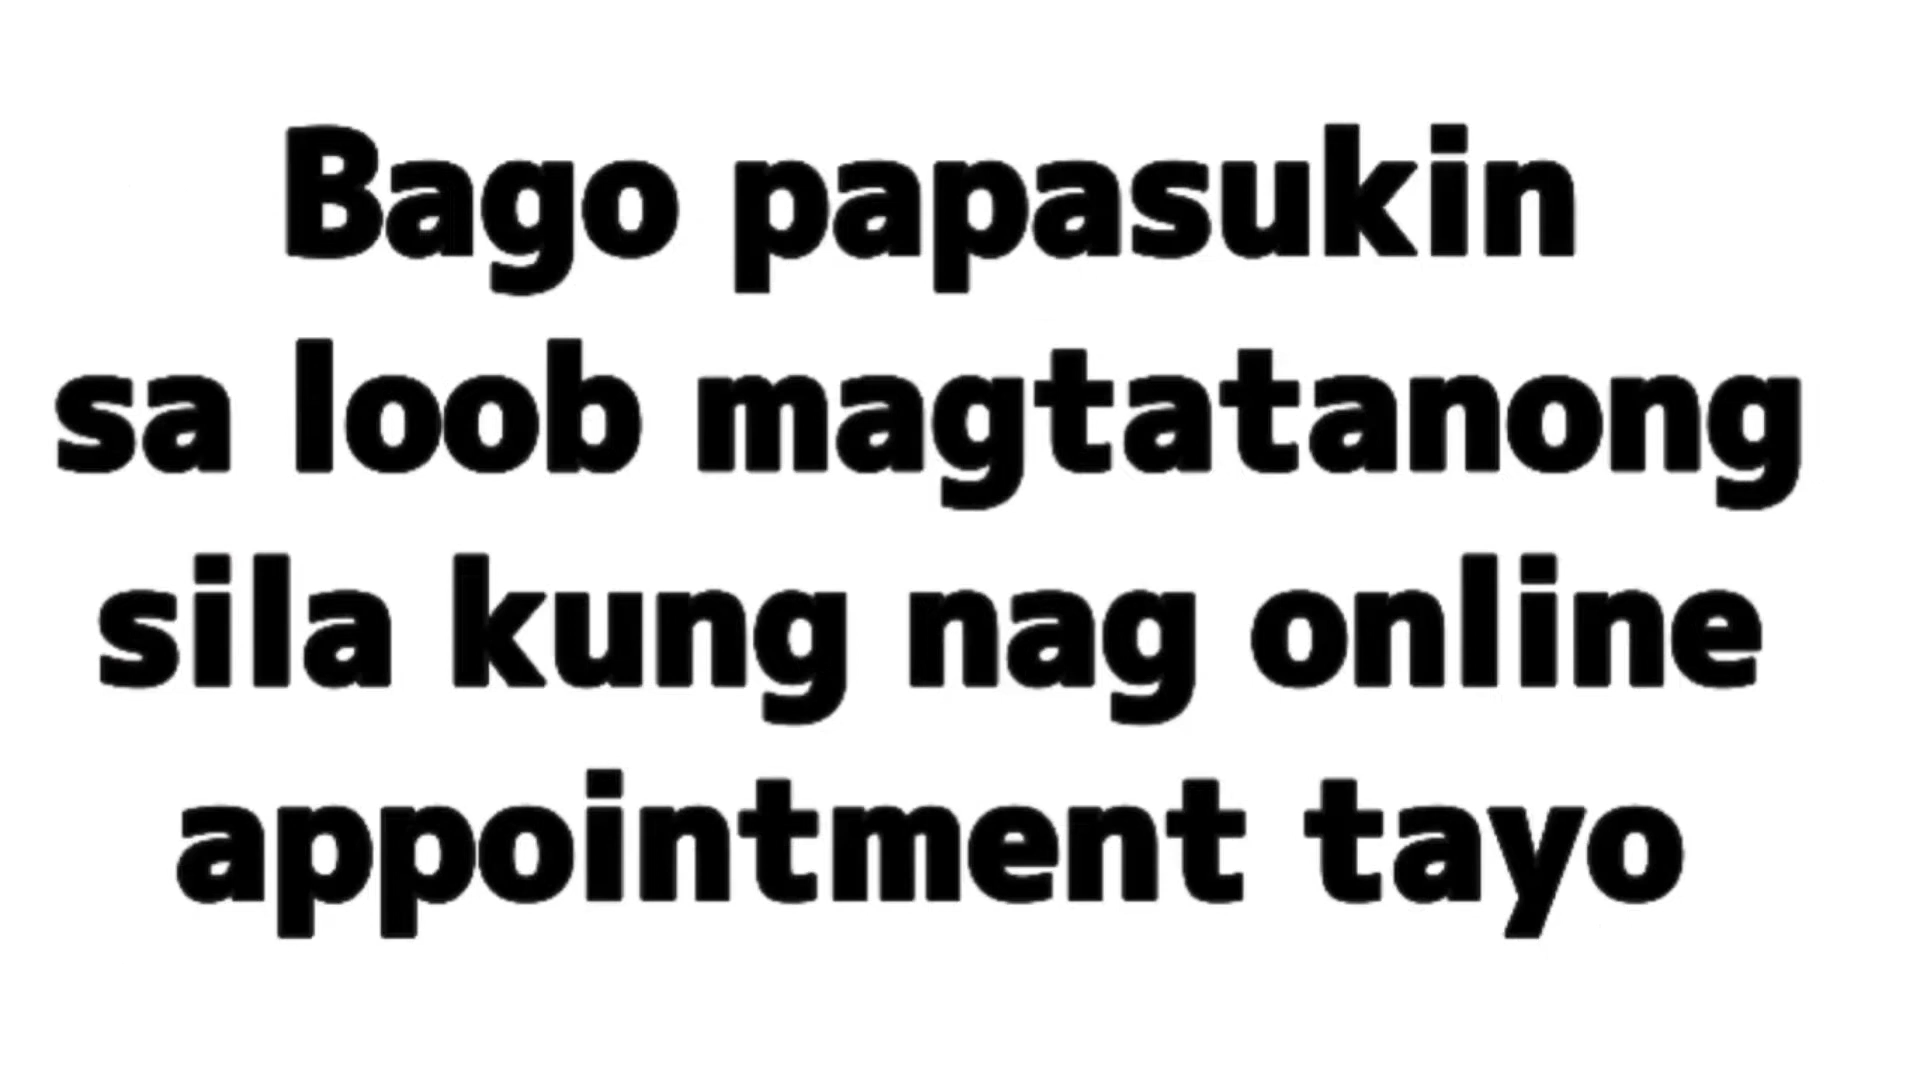 Bago papasukin
sa loob magtatanong
sila kung nag online
appointment tayo